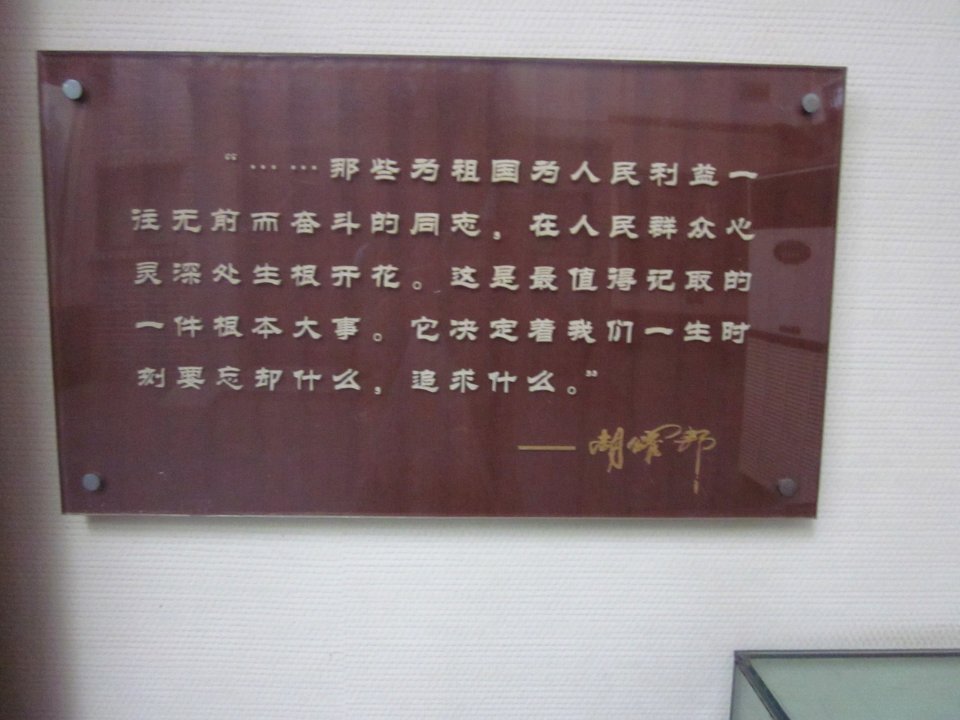 “……那些为祖国为人民利益一
往无前而奋斗的同志，在人民群众心
灵深处生根开花。这是最值得记取的
一件根本大事。它决定着我们一生时
刻要忘却什么，追求什么。”
——胡耀邦